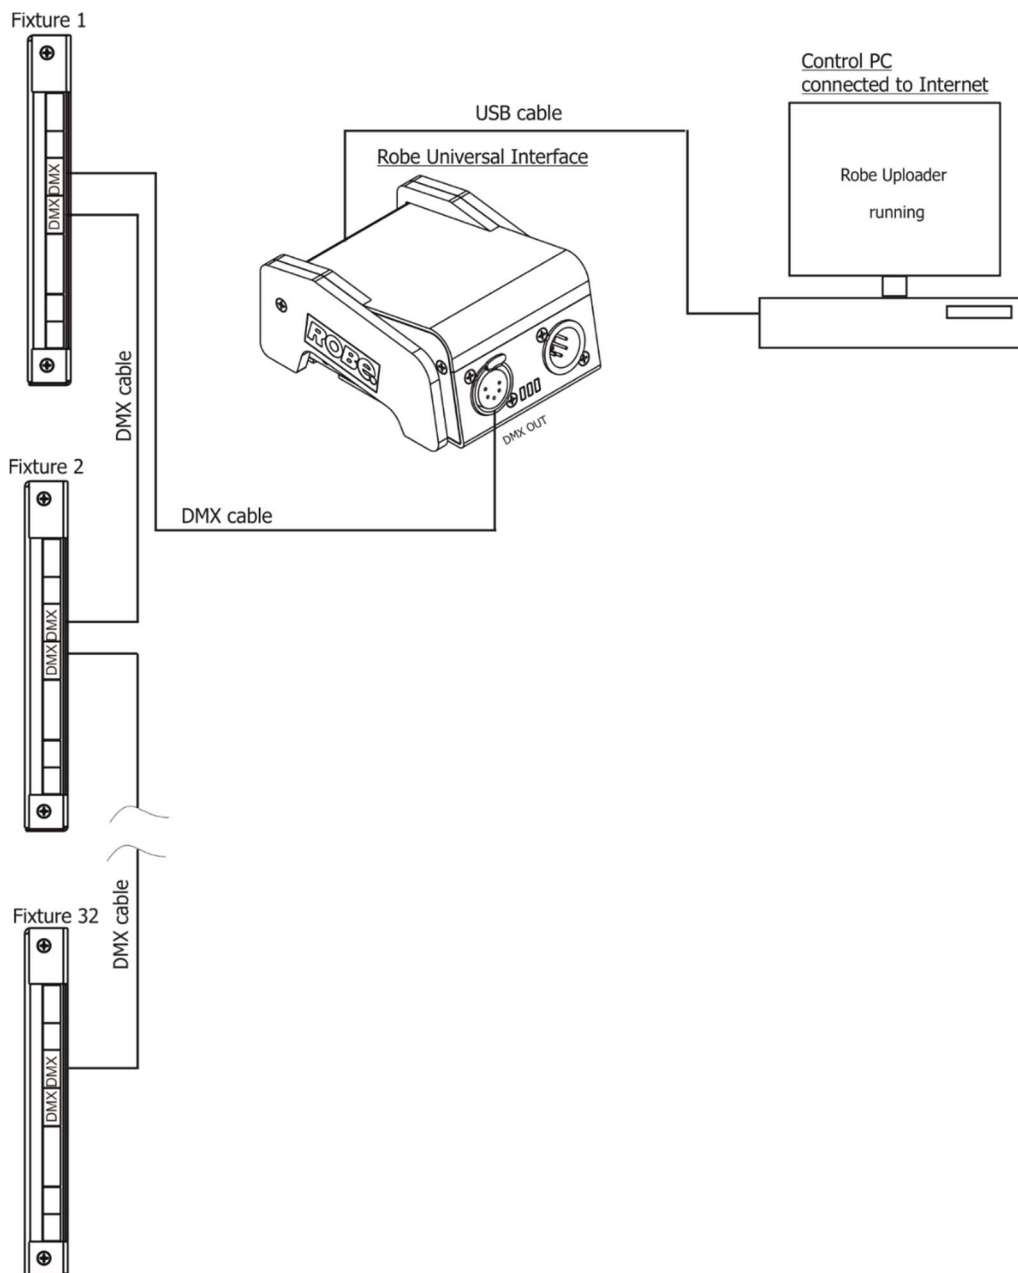 Fixture 1
Control PC
connected to Internet
USB cable
Robe Universal Interface
Robe Uploader
running
DMX
DMX
ROBE
DMX cable
DMX OUT
Fixture 2
DMX cable
DMX
DMX
DMX cable
Fixture 32
DMX
DMX